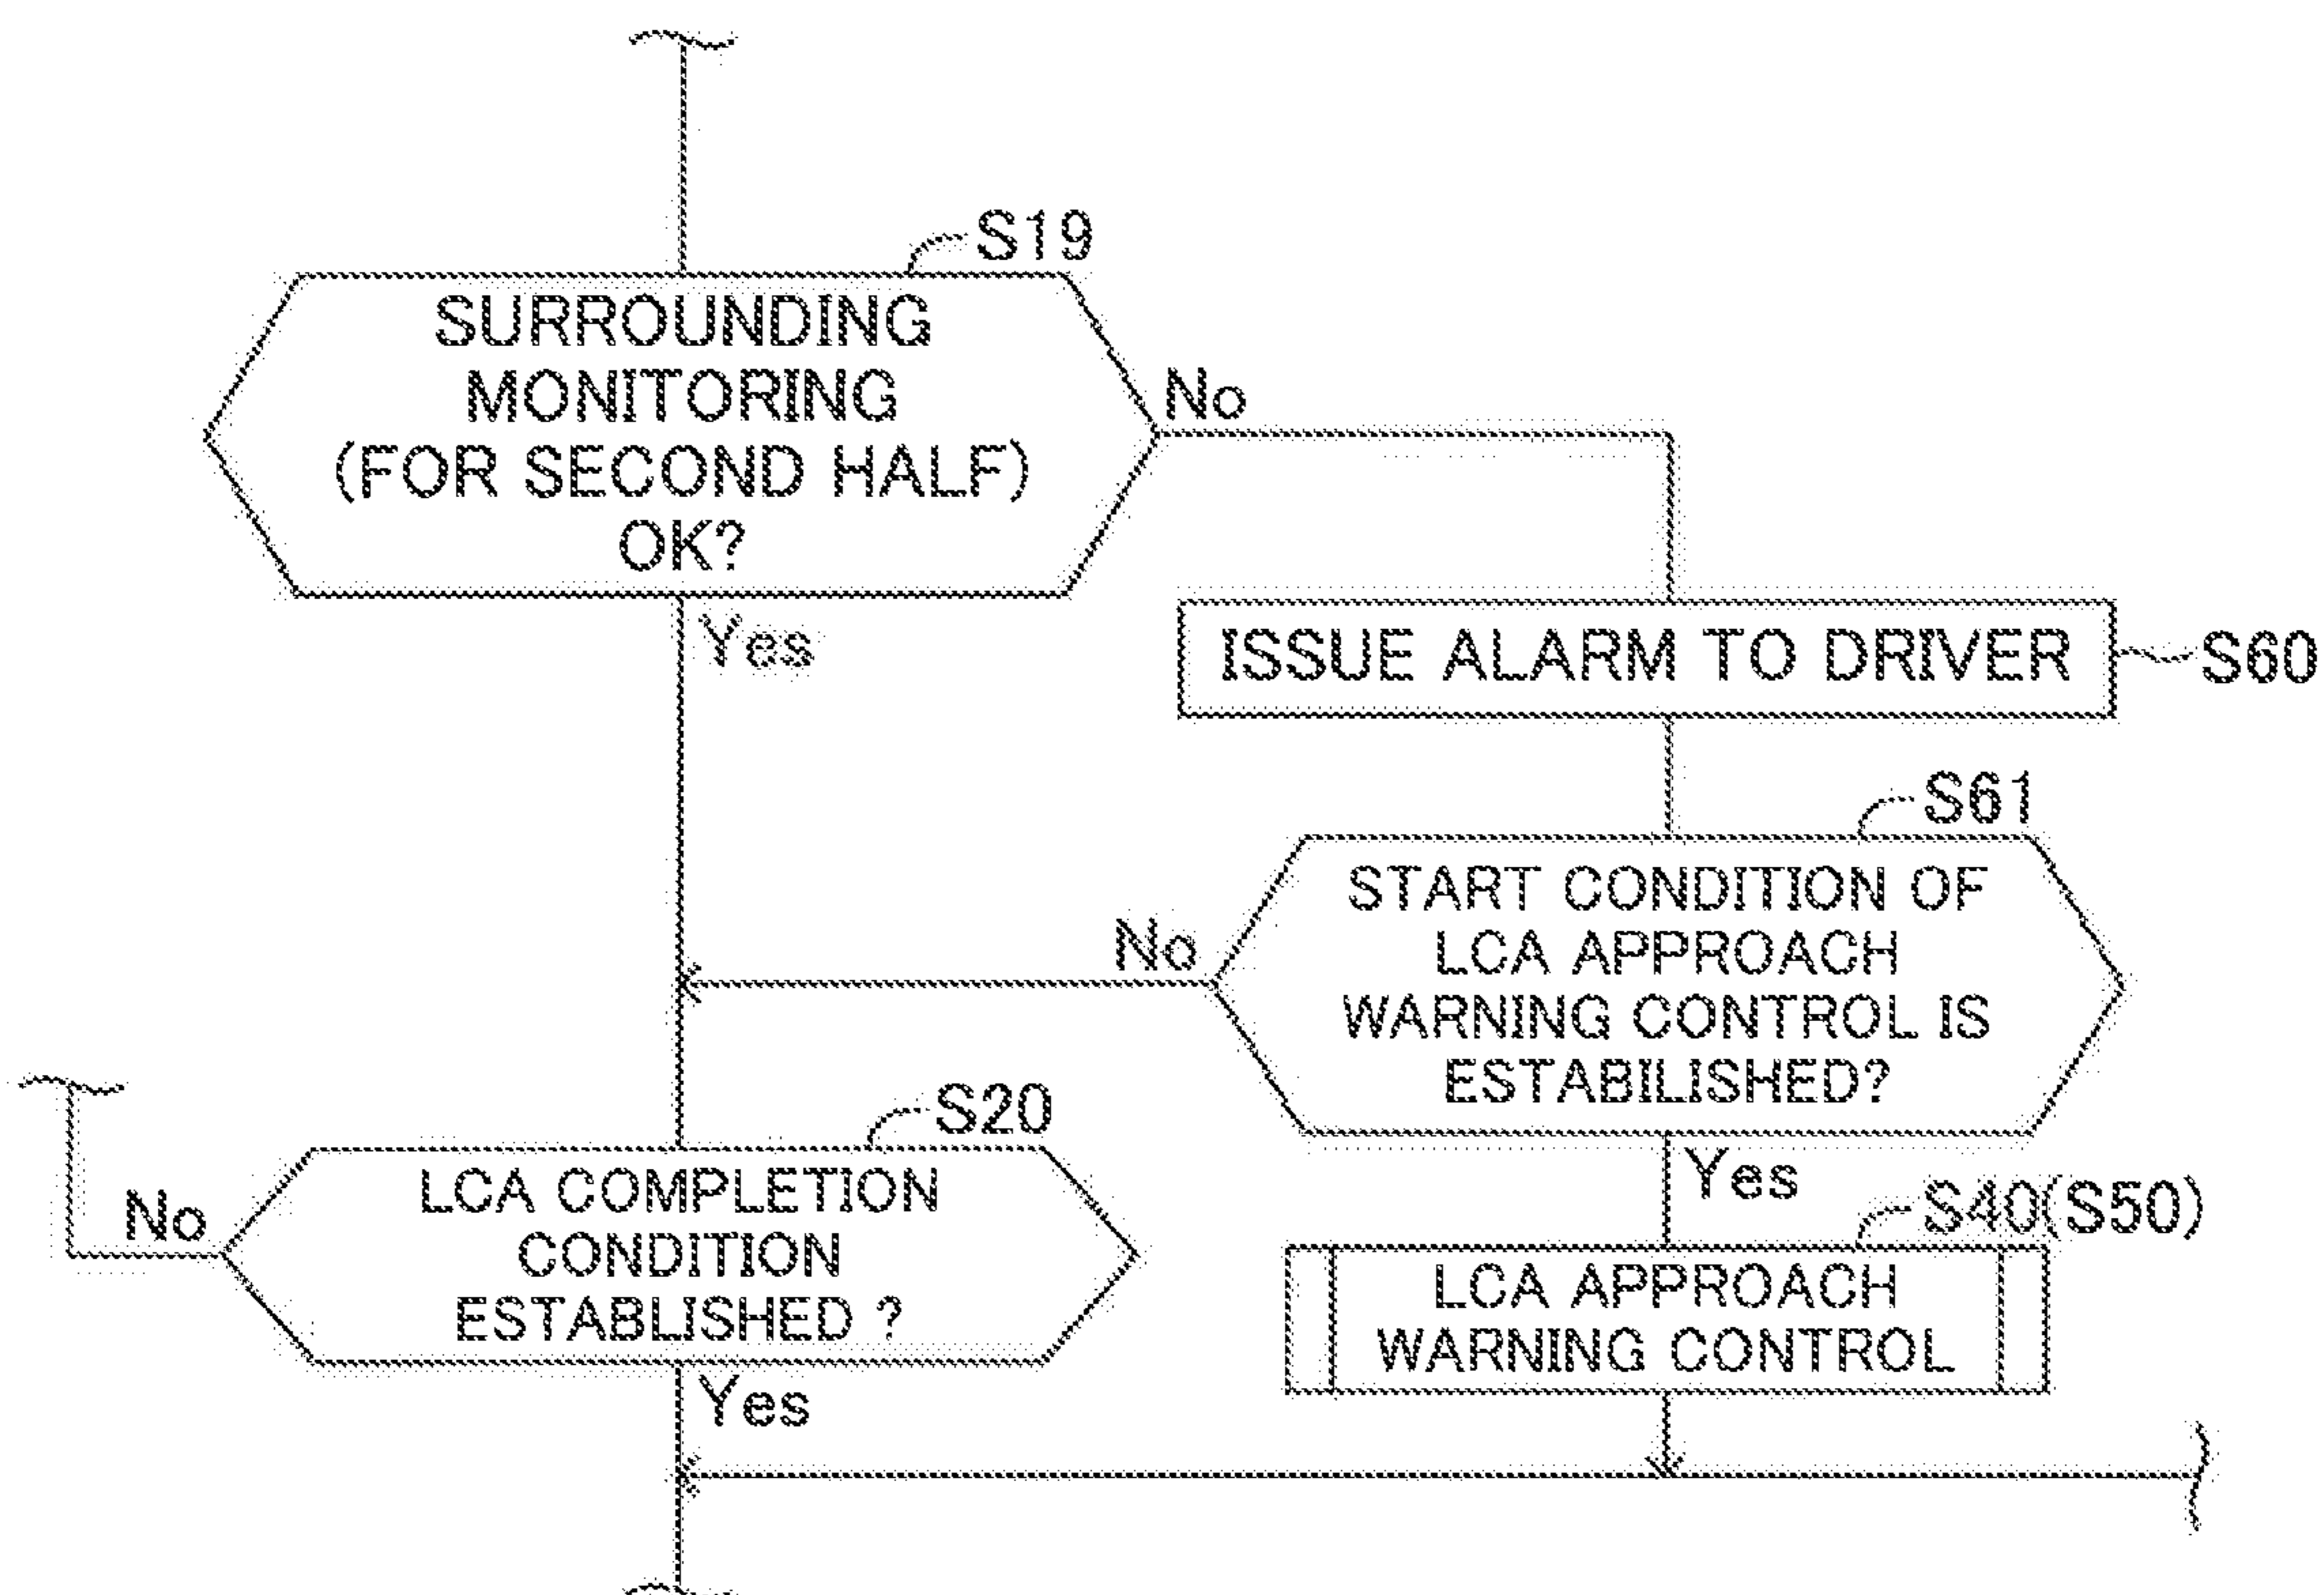 S19
SURROUNDING
MONITORING
(FOR SECOND HALF)
OK?
No
Yes
ISSUE ALARM TO DRIVER
S60
S61
START CONDITION OF
LCA APPROACH
WARNING CONTROL IS
ESTABILISHED?
No
Yes
S20
LCA COMPLETION
CONDITION
ESTABLISHED ?
No
Yes
S40(S50)
LCA APPROACH
WARNING CONTROL